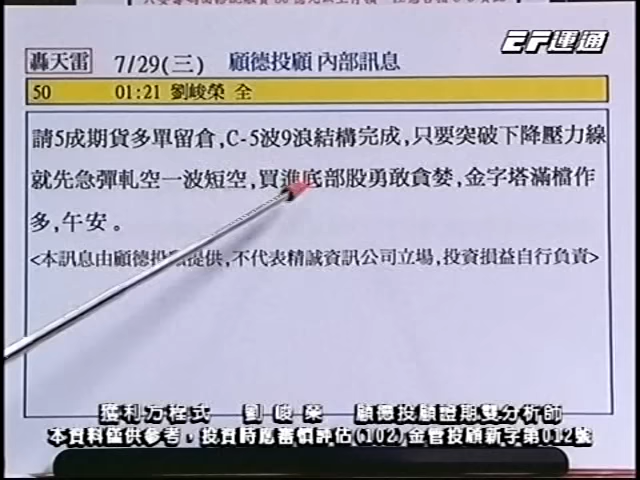 EF運通
轟天雷 7/29(三) 顧德投顧 內部訊息
50 01:21 劉峻榮 全
請5成期貨多單留倉,C-5波9浪結構完成,只要突破下降壓力線
就先急彈軋空一波短空,買進底部股勇敢貪婪,金字塔滿檔作
多,午安。
<本訊息由顧德投顧提供,不代表精誠資訊公司立場,投資損益自行負責>
獲利方程式 劉峻榮 顧德投顧證期雙分析師
本資料僅供參考,投資時應審慎評估(102)金管投顧新字第012號